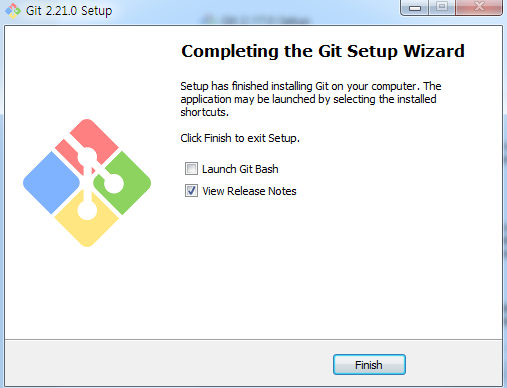 Git 2.21.0 Setup
Completing the Git Setup Wizard
Setup has finished installing Git on your computer. The
application may be launched by selecting the installed
shortcuts.
Click Finish to exit Setup.
Launch Git Bash
View Release Notes
Finish